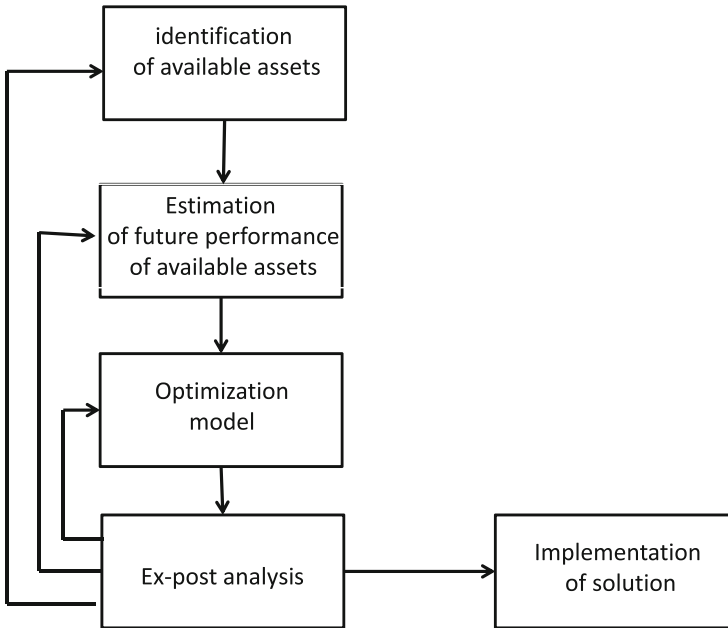 identification
of available assets
Estimation
of future performance
of available assets
Optimization
model
Ex-post analysis
Implementation
of solution